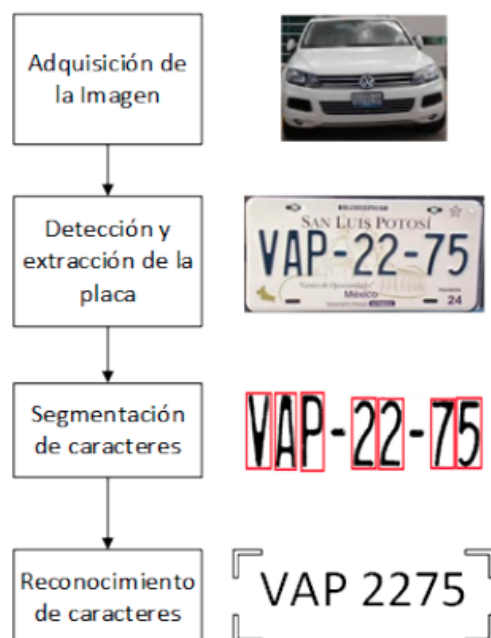 Adquisición de
la Imagen
Detección y
extracción de la
placa
SAN LUIS POTOSÍ
VAP-22-75
México
24
Segmentación
de caracteres
VAP-22-75
Reconocimiento
de caracteres
VAP 2275